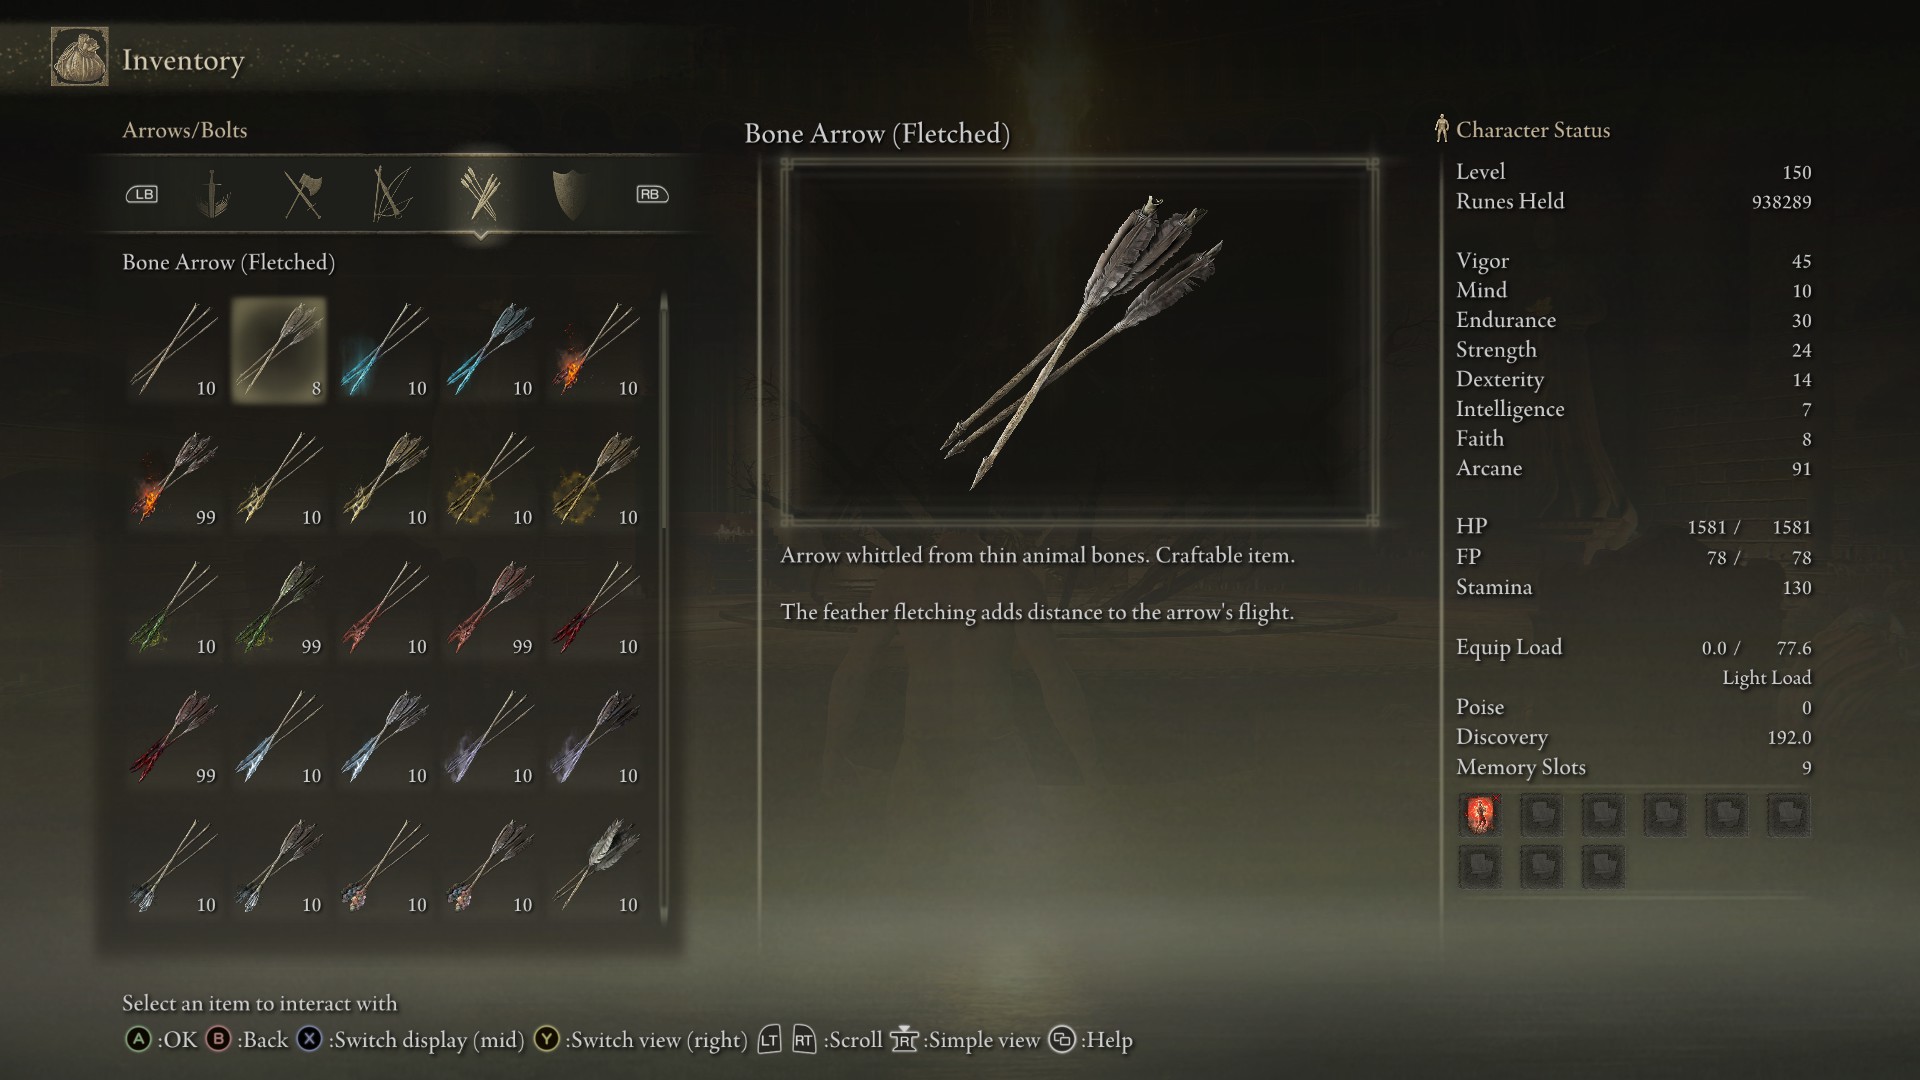 Inventory
Arrows/Bolts
LB
RB
Bone Arrow (Fletched)
10 8 10 10 10
99 10 10 10 10
10 99 10 99 10
99 10 10 10 10
10 10 10 10 10
Bone Arrow (Fletched)
Arrow whittled from thin animal bones. Craftable item.
The feather fletching adds distance to the arrow's flight.
Character Status
Level 150
Runes Held 938289
Vigor 45
Mind 10
Endurance 30
Strength 24
Dexterity 14
Intelligence 7
Faith 8
Arcane 91
HP 1581 / 1581
FP 78 / 78
Stamina 130
Equip Load 0.0 / 77.6
Light Load
Poise 0
Discovery 192.0
Memory Slots 9
Select an item to interact with
A :OK B :Back X :Switch display (mid) Y :Switch view (right) LT RT :Scroll R :Simple view :Help